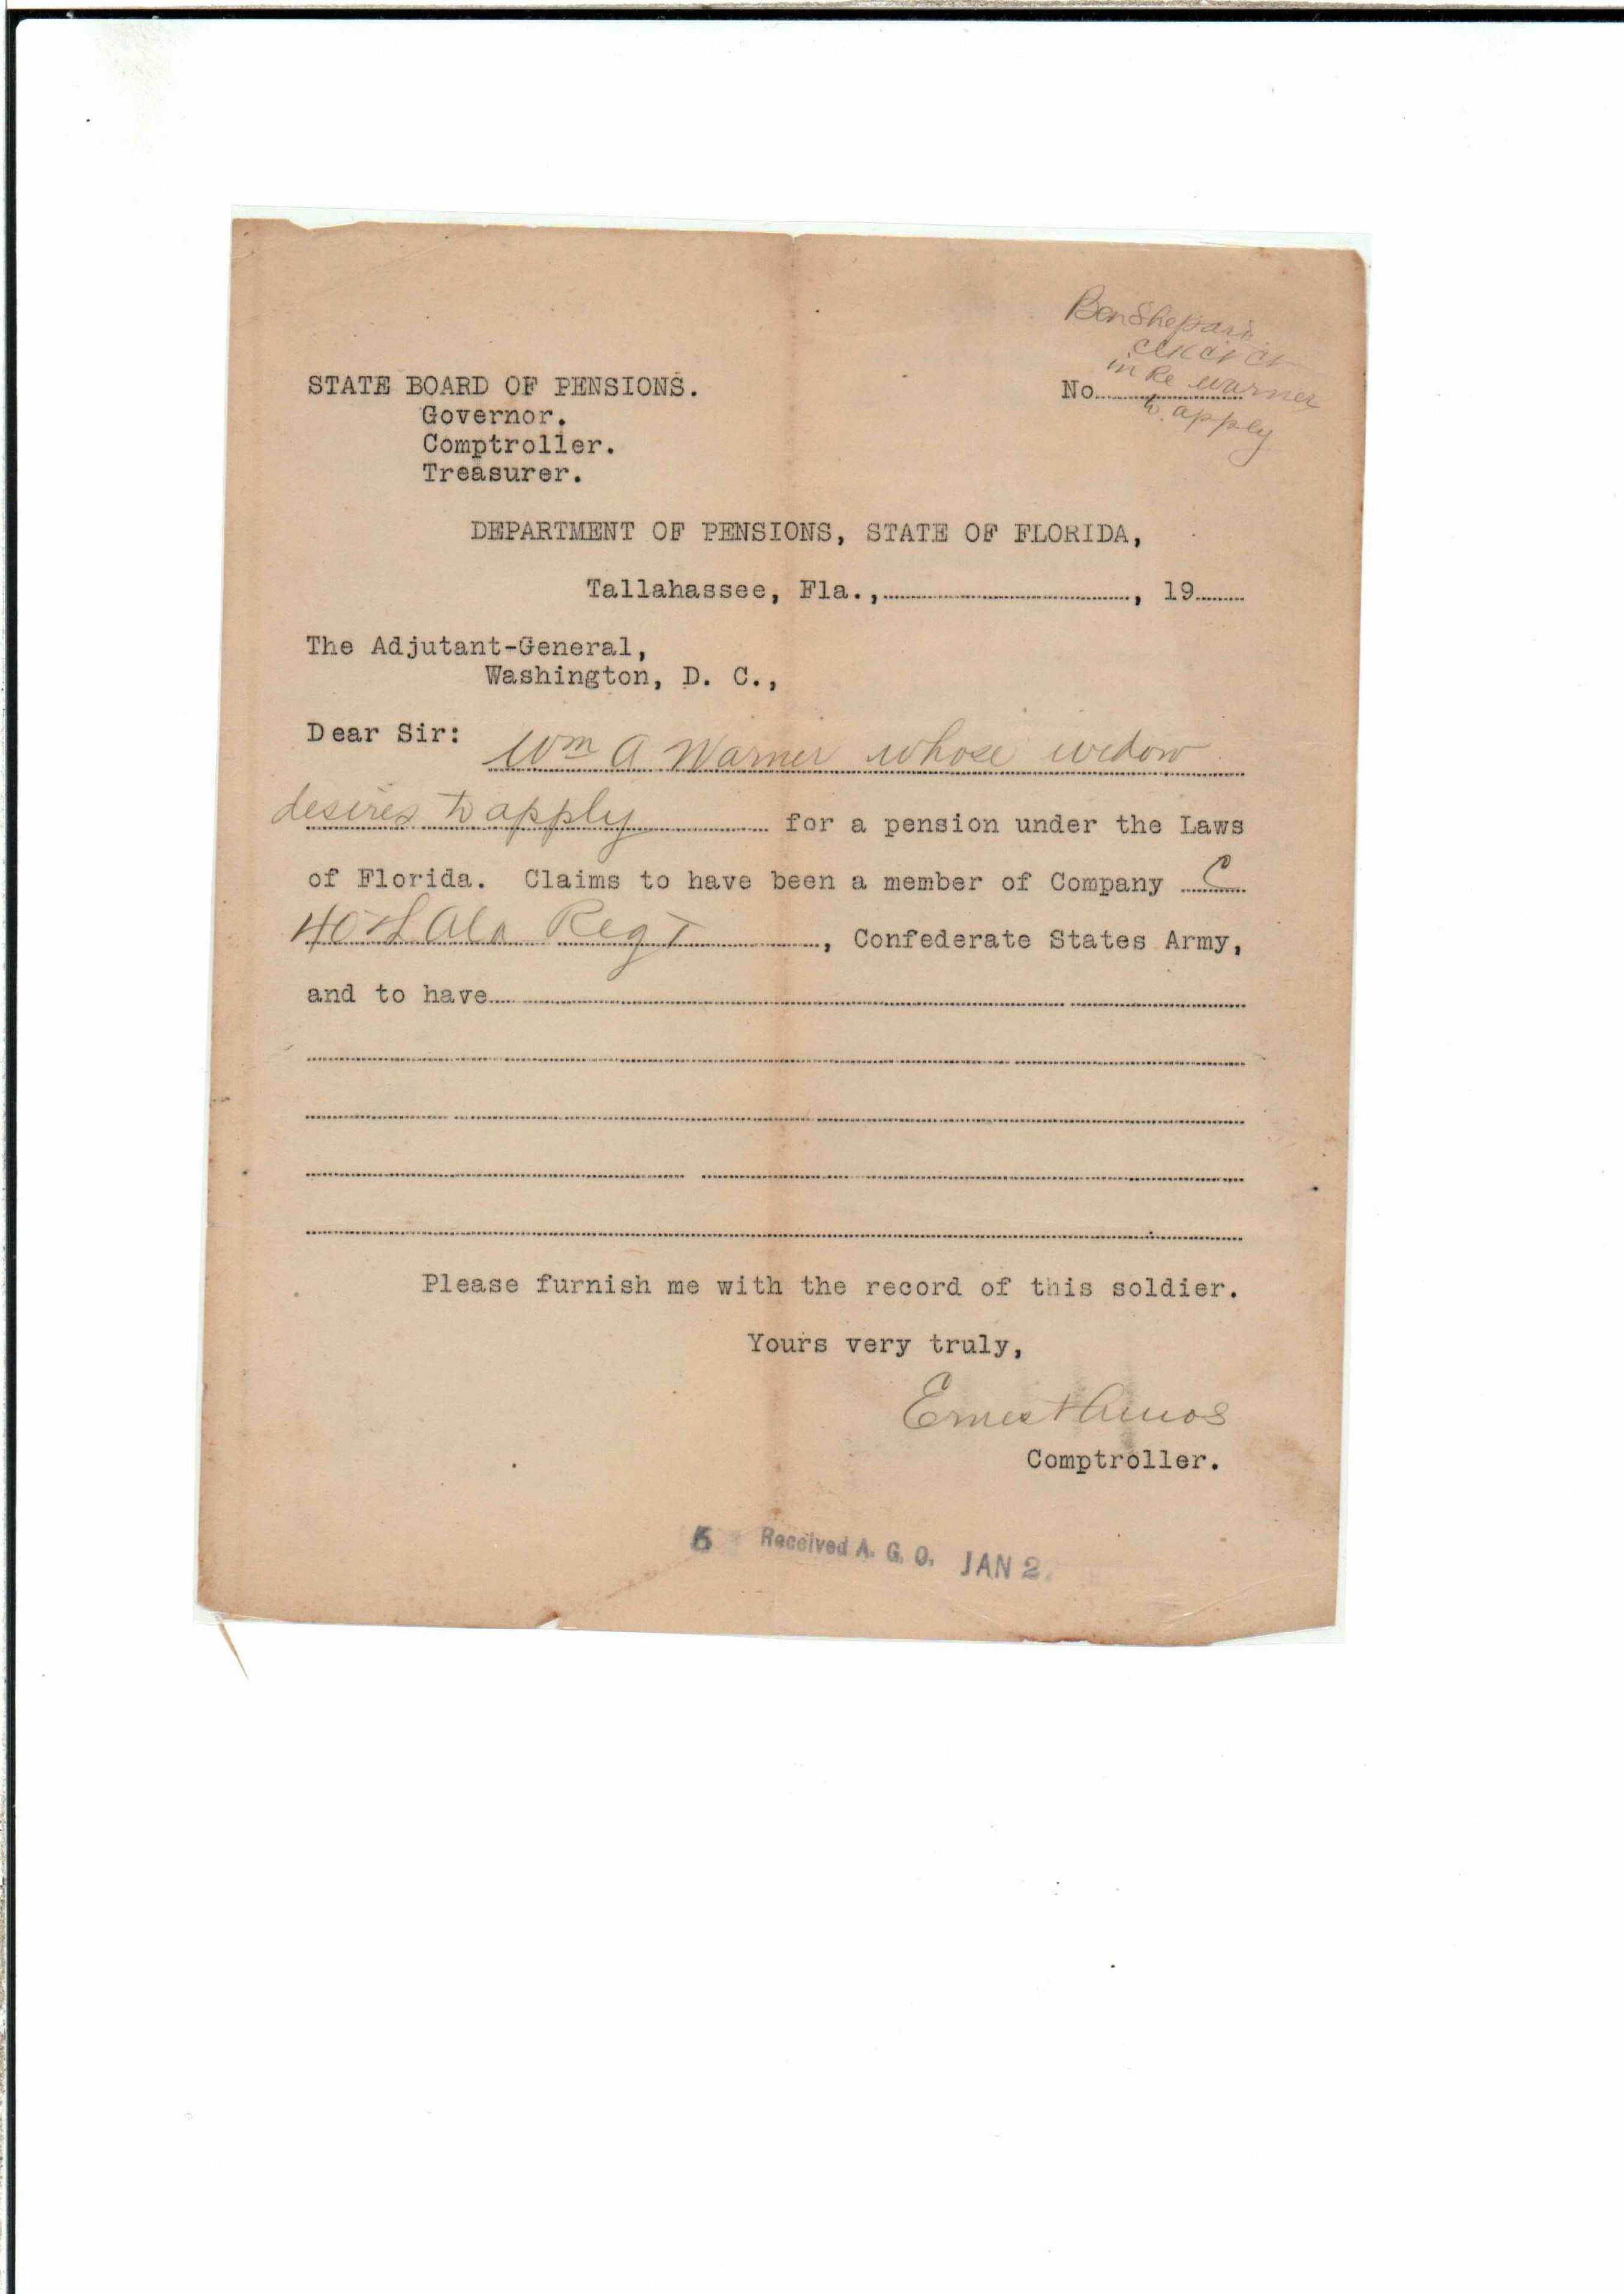 Ben Shepard
Clk Cir Ct
in Re Warner
to apply
STATE BOARD OF PENSIONS.
No
Governor.
Comptroller.
Treasurer.
DEPARTMENT OF PENSIONS, STATE OF FLORIDA,
Tallahassee, Fla.,, 19
The Adjutant-General,
Washington, D. C.,
Dear Sir: Wm A Warner whose widow
desires to apply for a pension under the Laws
of Florida. Claims to have been a member of Company C
40th Ala Regt, Confederate States Army,
and to have
Please furnish me with the record of this soldier.
Yours very truly,
Ernest Amos
Comptroller.
Received A. G. O. JAN 2